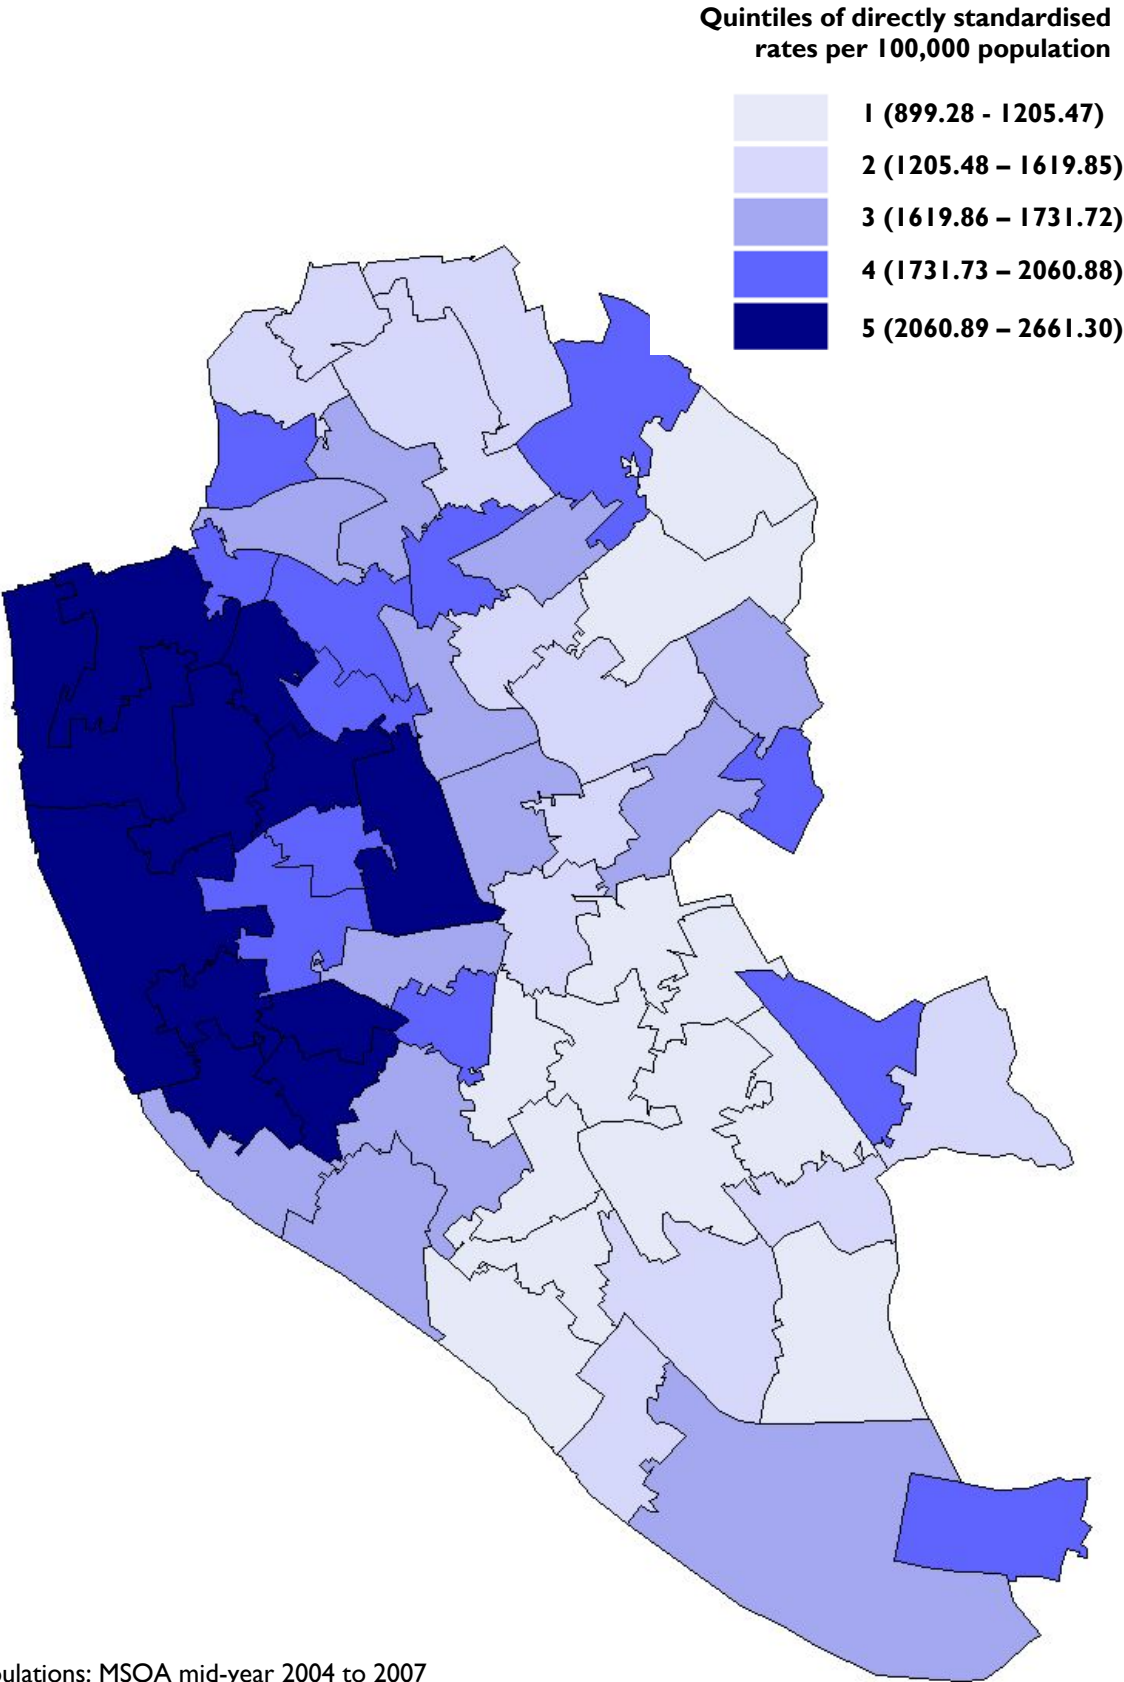 Quintiles of directly standardised
rates per 100,000 population
1 (899.28 - 1205.47)
2 (1205.48 – 1619.85)
3 (1619.86 – 1731.72)
4 (1731.73 – 2060.88)
5 (2060.89 – 2661.30)
ulations: MSOA mid-year 2004 to 2007